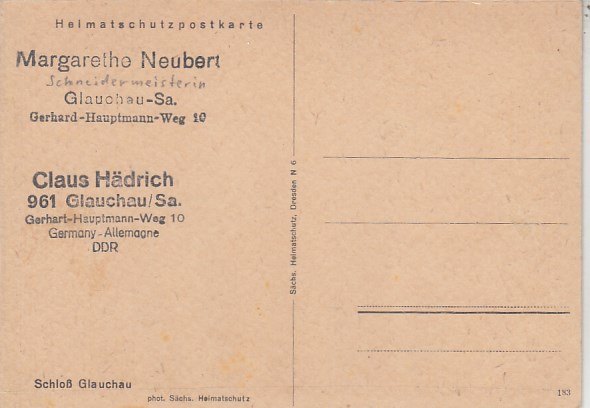 Heimatschutzpostkarte
Margarethe Neubert
Schneidermeisterin
Glauchau-Sa.
Gerhard-Hauptmann-Weg 10
Claus Hädrich
961 Glauchau/Sa.
Gerhart-Hauptmann-Weg 10
Germany-Allemagne
DDR
Sächs. Heimatschutz, Dresden N 6
Schloß Glauchau
phot. Sächs. Heimatschutz
183